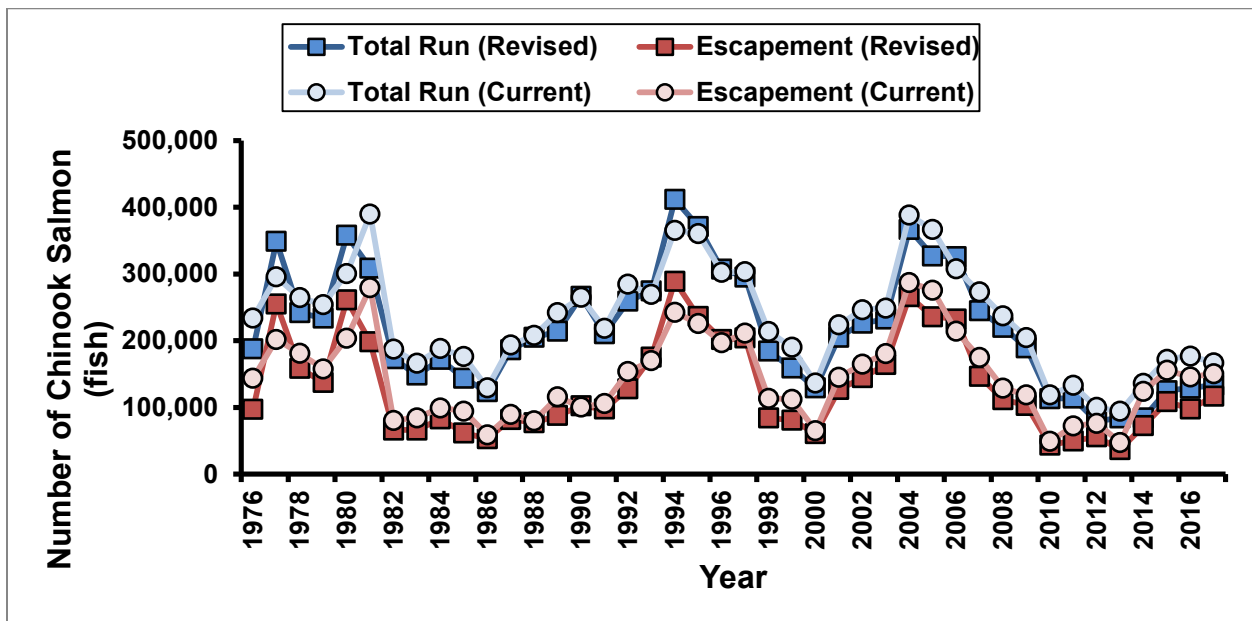 Total Run (Revised) Escapement (Revised)
Total Run (Current) Escapement (Current)
Number of Chinook Salmon
(fish)
500,000
400,000
300,000
200,000
100,000
0
1976 1978 1980 1982 1984 1986 1988 1990 1992 1994 1996 1998 2000 2002 2004 2006 2008 2010 2012 2014 2016
Year